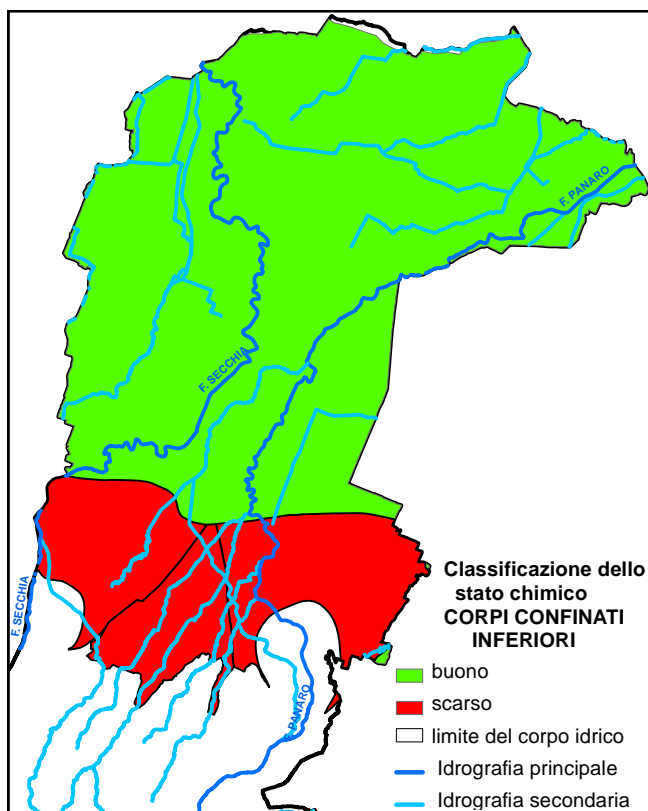 F. PANARO
F. SECCHIA
F. SECCHIA
F. PANARO
Classificazione dello
stato chimico
CORPI CONFINATI
INFERIORI
buono
scarso
limite del corpo idrico
Idrografia principale
Idrografia secondaria